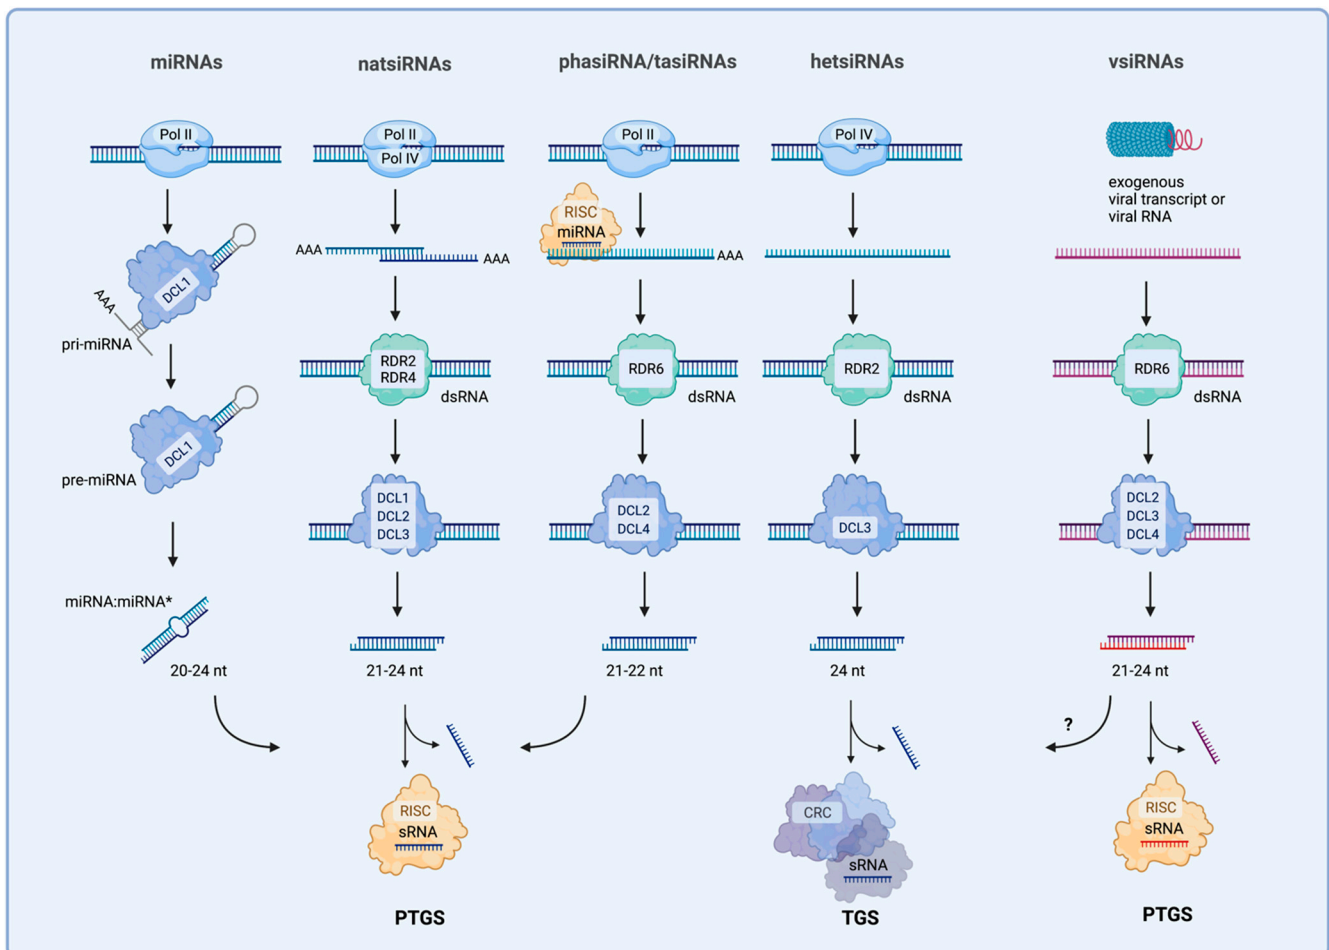 miRNAs
natsiRNAs
phasiRNA/tasiRNAs
hetsiRNAs
vsiRNAs
Pol II
Pol II
Pol IV
Pol II
Pol IV
exogenous
viral transcript or
viral RNA
RISC
miRNA
AAA
AAA
AAA
DCL1
AAA
pri-miRNA
RDR2
RDR4
dsRNA
RDR6
dsRNA
RDR2
dsRNA
RDR6
dsRNA
DCL1
pre-miRNA
DCL1
DCL2
DCL3
DCL2
DCL4
DCL3
DCL2
DCL3
DCL4
miRNA:miRNA*
20-24 nt
21-24 nt
21-22 nt
24 nt
21-24 nt
?
RISC
sRNA
CRC
sRNA
RISC
sRNA
PTGS
TGS
PTGS